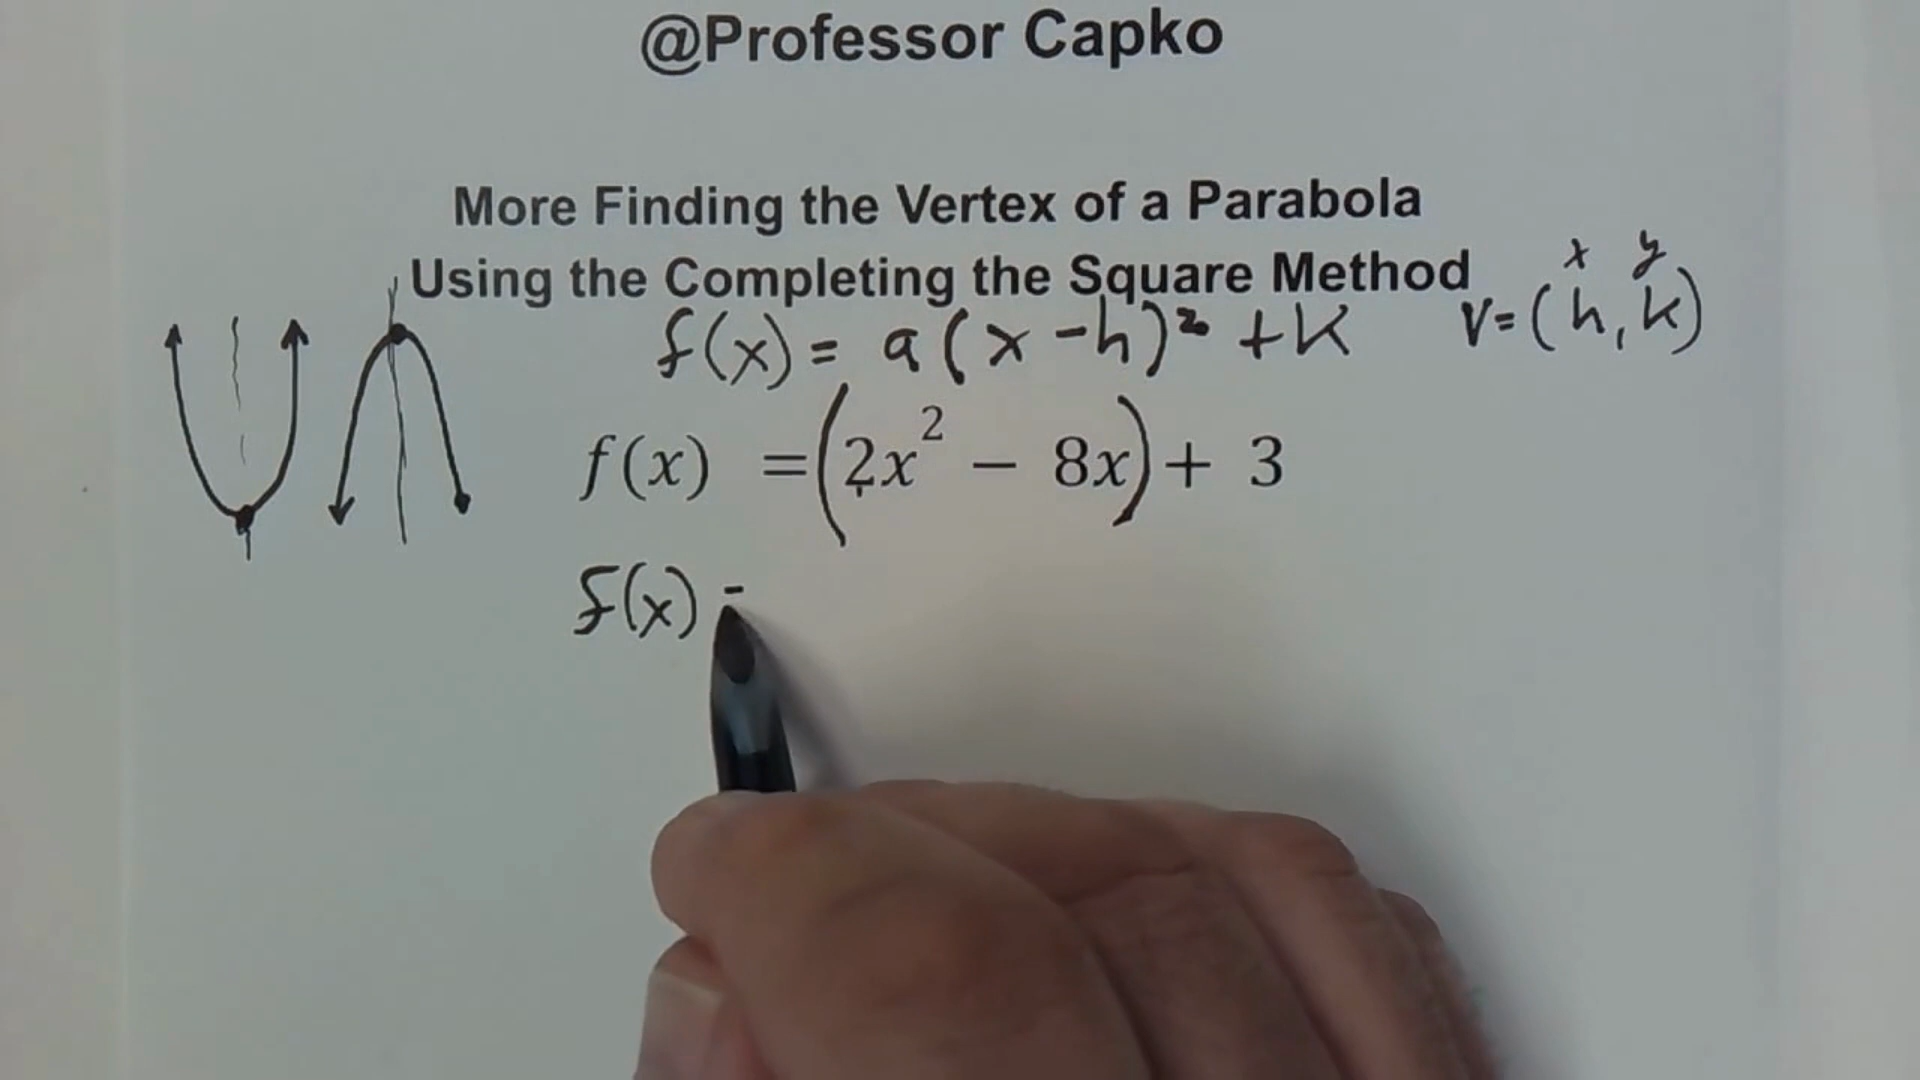 @Professor Capko
More Finding the Vertex of a Parabola
Using the Completing the Square Method
x y
f(x) = a(x - h)² + k V = (h, k)
f(x) = (2x² − 8x) + 3
f(x) =